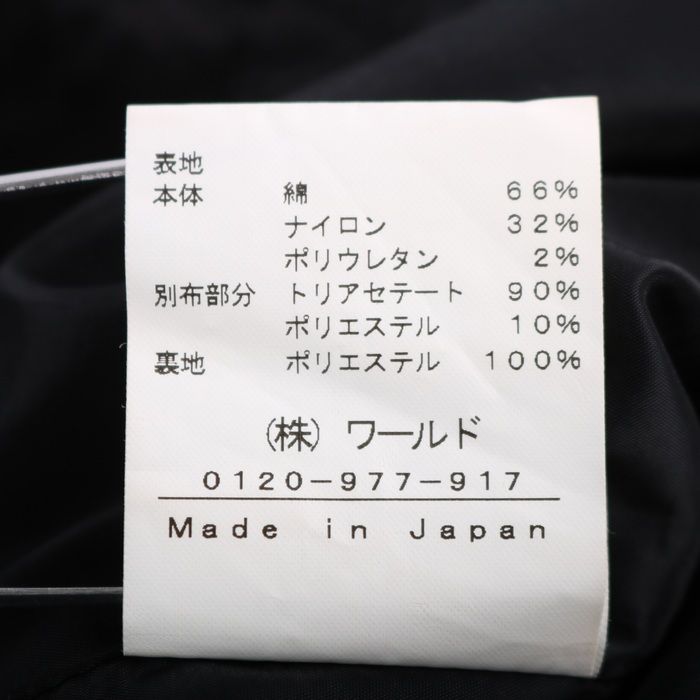 表地
本体 綿 66%
ナイロン 32%
ポリウレタン 2%
別布部分 トリアセテート 90%
ポリエステル 10%
裏地 ポリエステル 100%
(株) ワールド
0120-977-917
Made in Japan